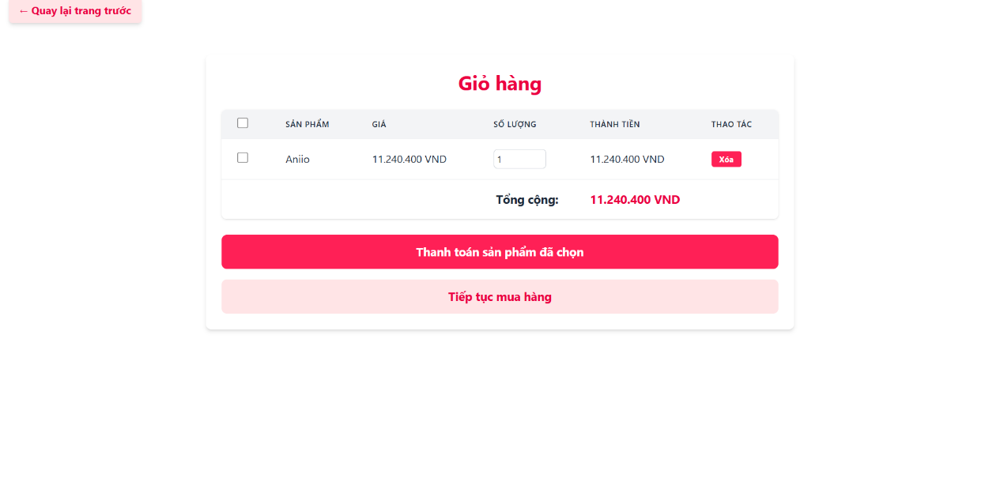 ← Quay lại trang trước
Giỏ hàng
SẢN PHẨM GIÁ SỐ LƯỢNG THÀNH TIỀN THAO TÁC
Aniio 11.240.400 VND 1 11.240.400 VND Xóa
Tổng cộng: 11.240.400 VND
Thanh toán sản phẩm đã chọn
Tiếp tục mua hàng